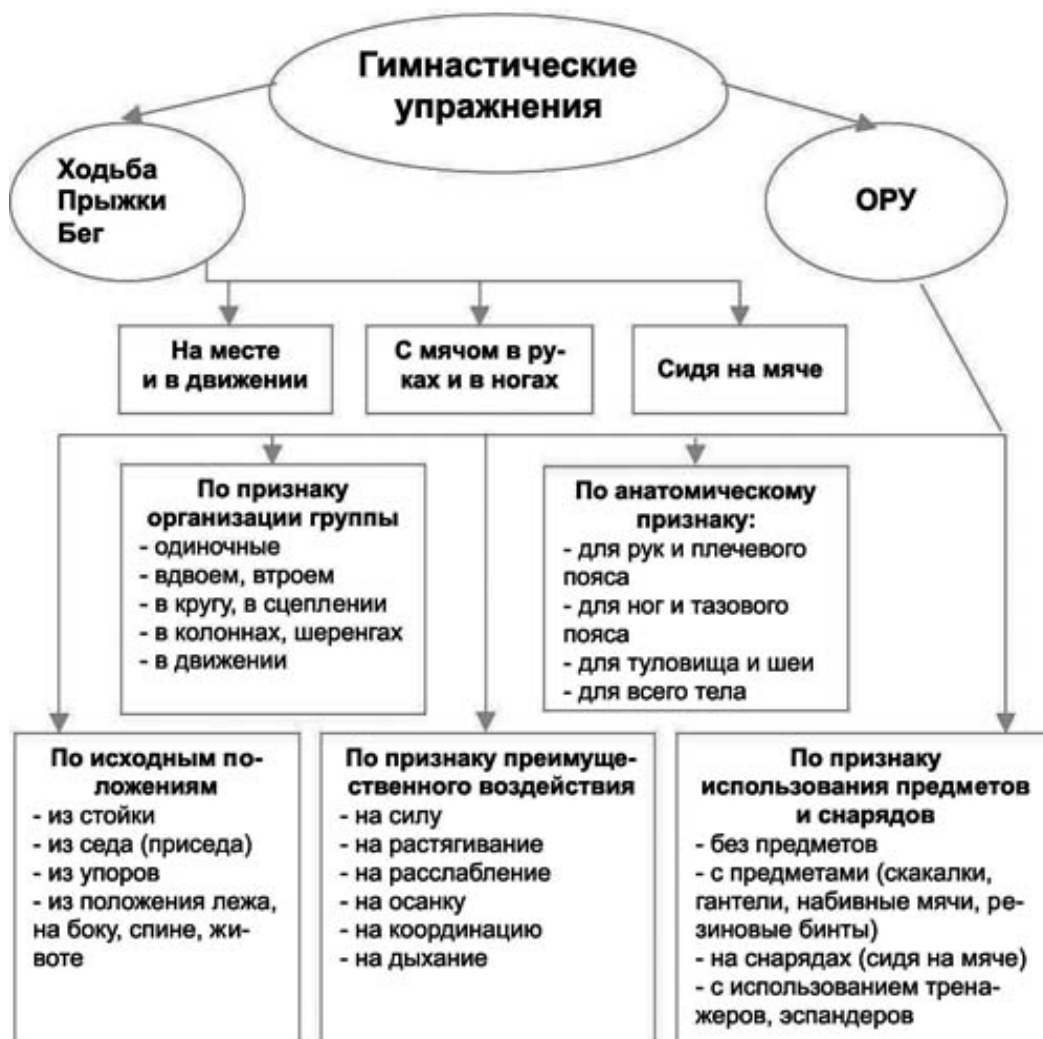 Гимнастические
упражнения
Ходьба
Прыжки
Бег
ОРУ
На месте
и в движении
С мячом в ру-
ках и в ногах
Сидя на мяче
По признаку
организации группы
- одиночные
- вдвоем, втроем
- в кругу, в сцеплении
- в колоннах, шеренгах
- в движении
По анатомическому
признаку:
- для рук и плечевого
пояса
- для ног и тазового
пояса
- для туловища и шеи
- для всего тела
По исходным по-
ложениям
- из стойки
- из седа (приседа)
- из упоров
- из положения лежа,
на боку, спине, жи-
воте
По признаку преимуще-
ственного воздействия
- на силу
- на растягивание
- на расслабление
- на осанку
- на координацию
- на дыхание
По признаку
использования предметов
и снарядов
- без предметов
- с предметами (скакалки,
гантели, набивные мячи, ре-
зиновые бинты)
- на снарядах (сидя на мяче)
- с использованием трена-
жеров, эспандеров